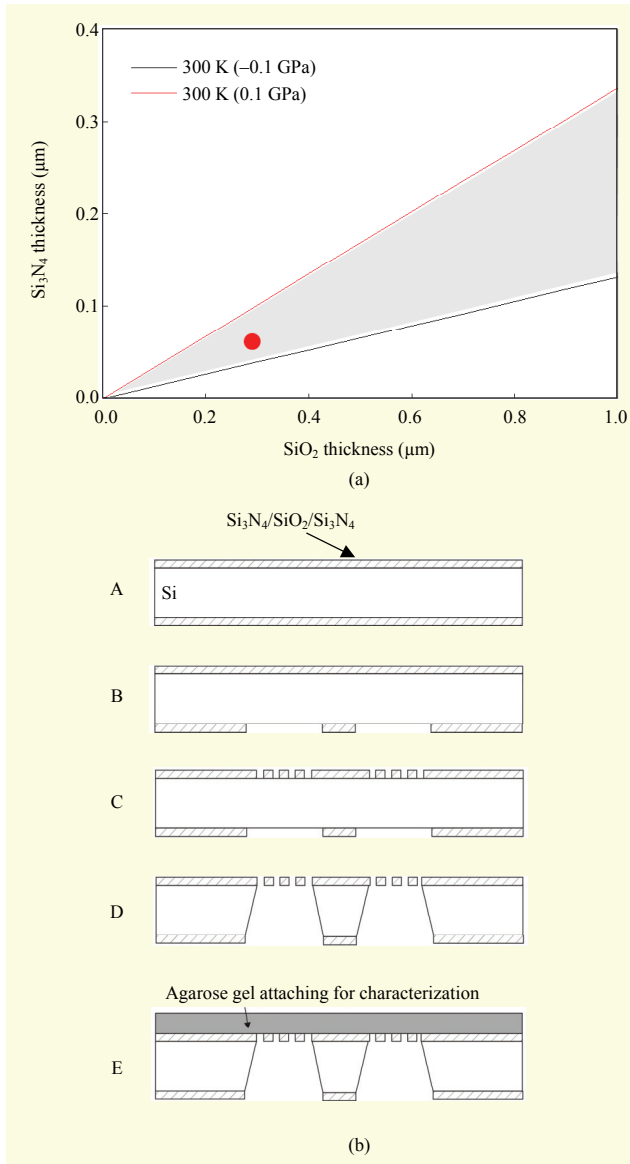 0.4
0.3
0.2
0.1
0.0
Si₃N₄ thickness (μm)
300 K (–0.1 GPa)
300 K (0.1 GPa)
0.0 0.2 0.4 0.6 0.8 1.0
SiO₂ thickness (μm)
(a)
Si₃N₄/SiO₂/Si₃N₄
A
Si
B
C
D
Agarose gel attaching for characterization
E
(b)